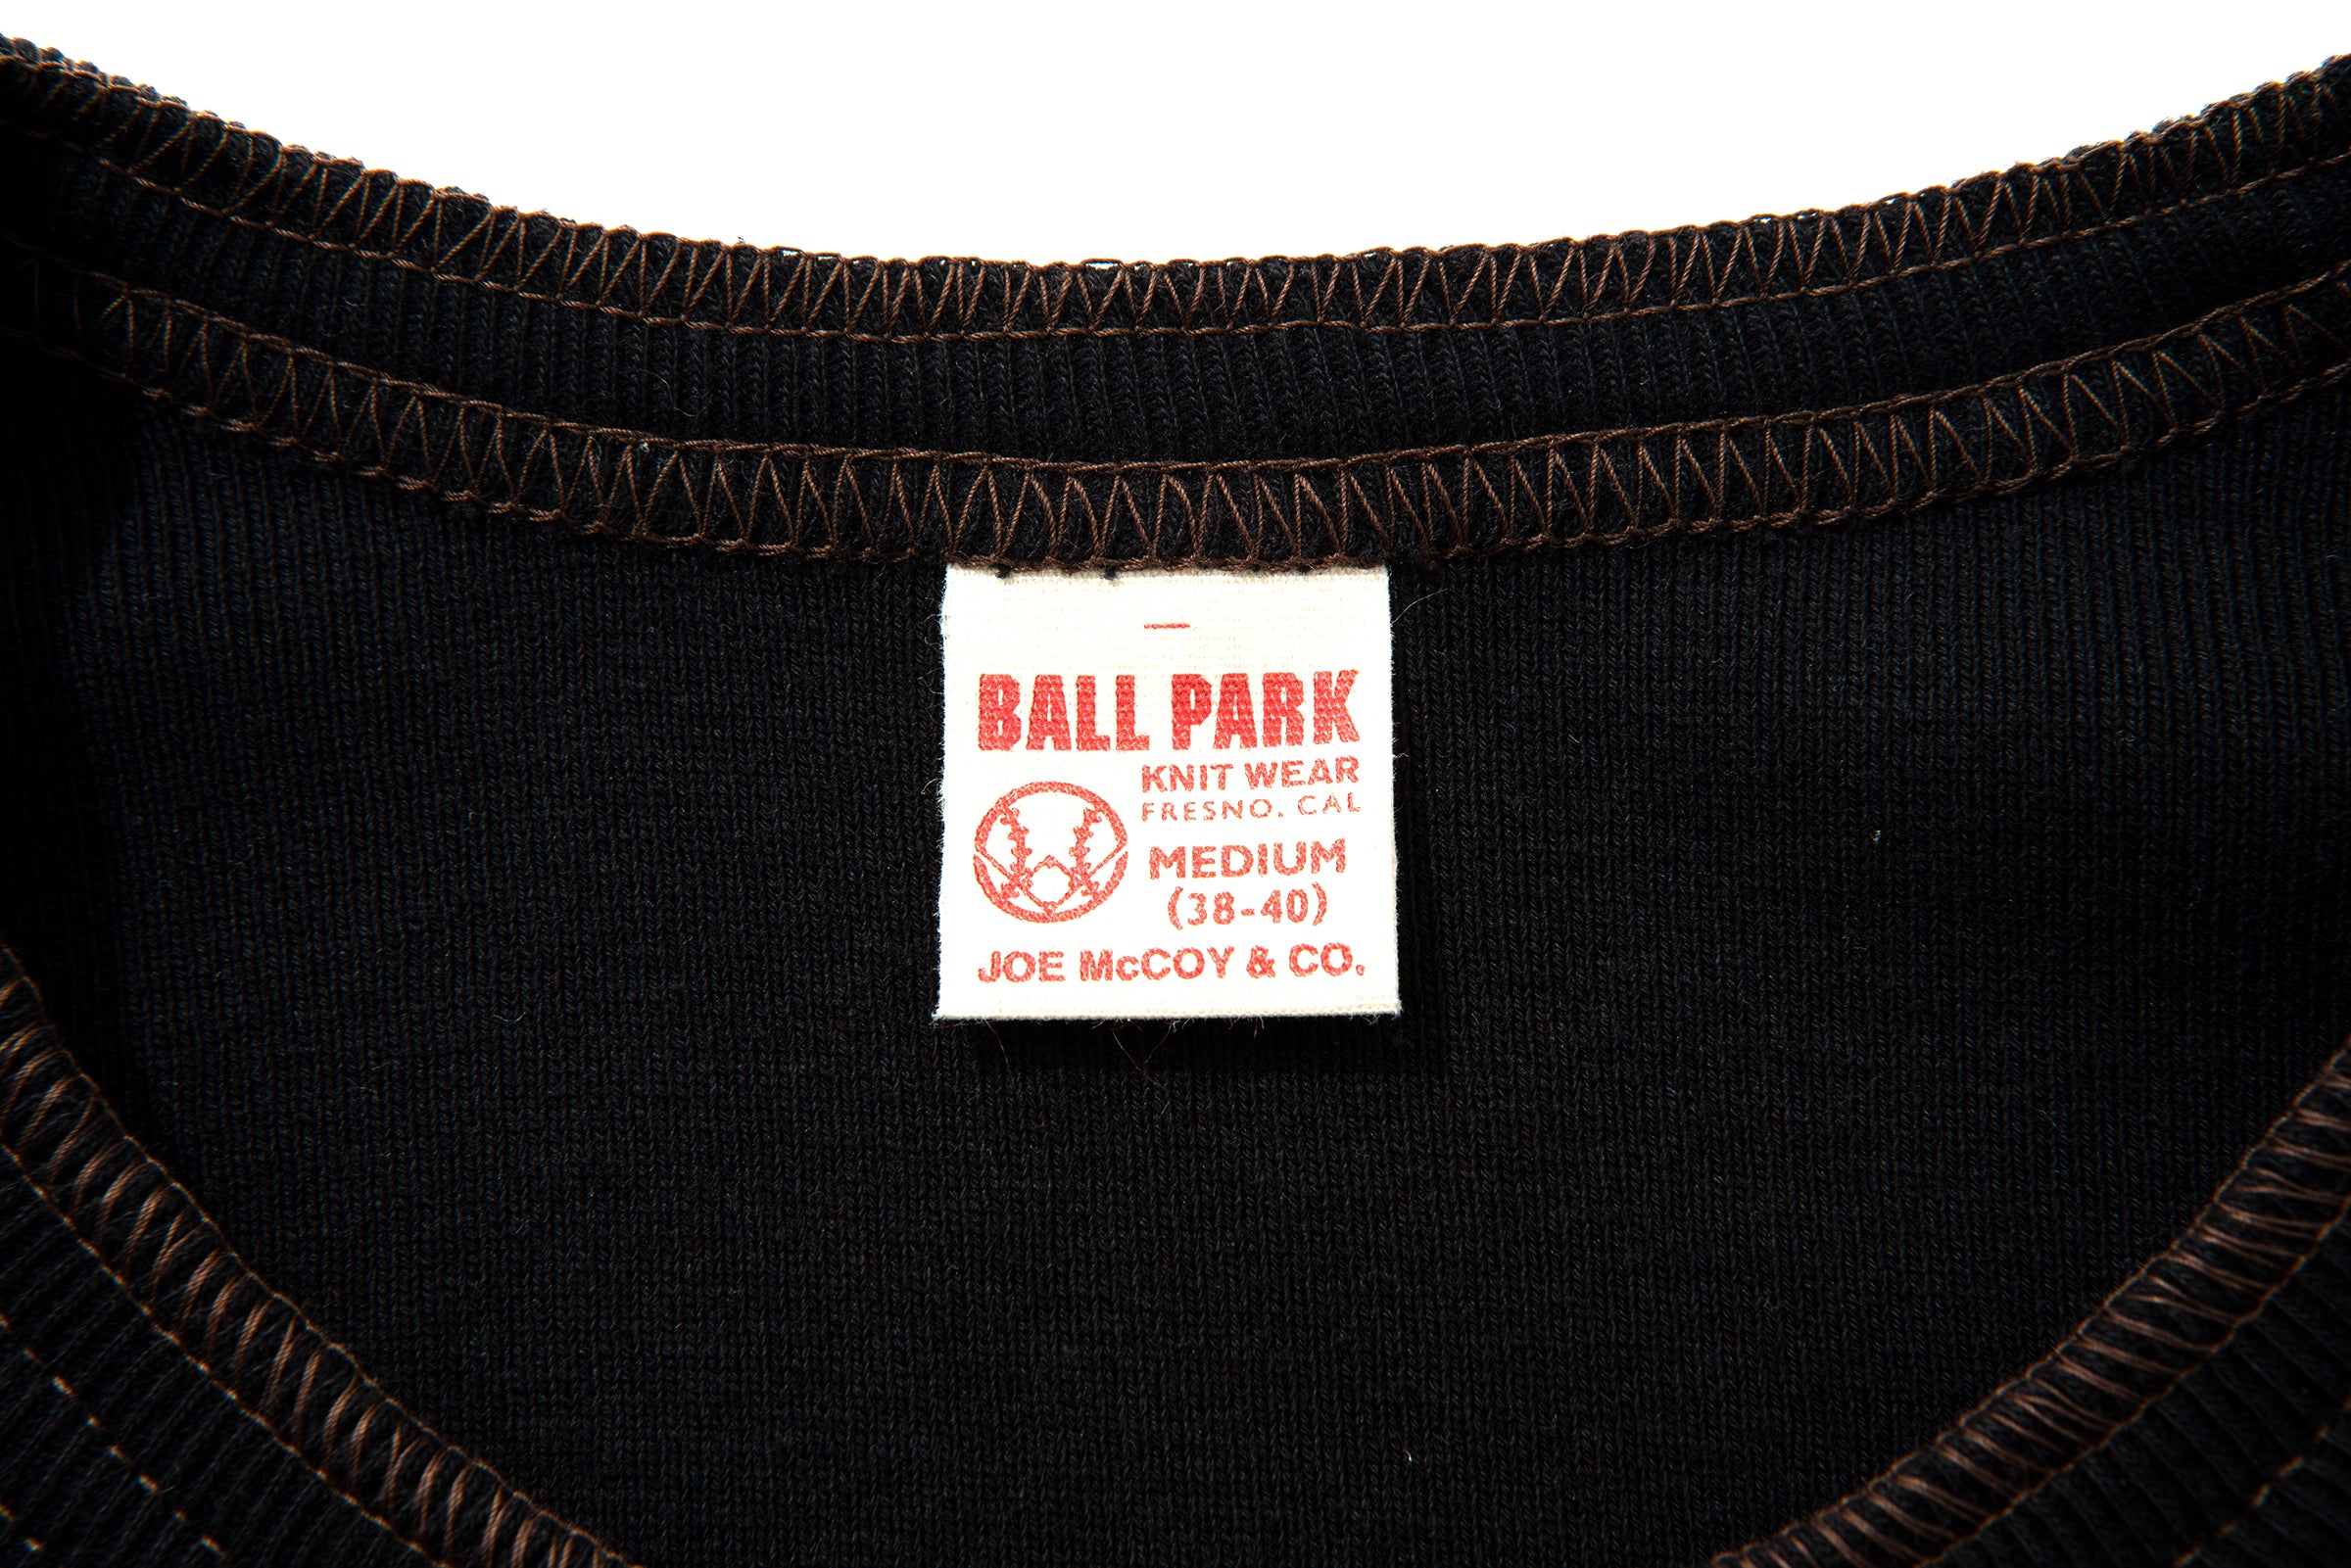 BALL PARK
KNIT WEAR
FRESNO. CAL
MEDIUM
(38-40)
JOE McCOY & CO.